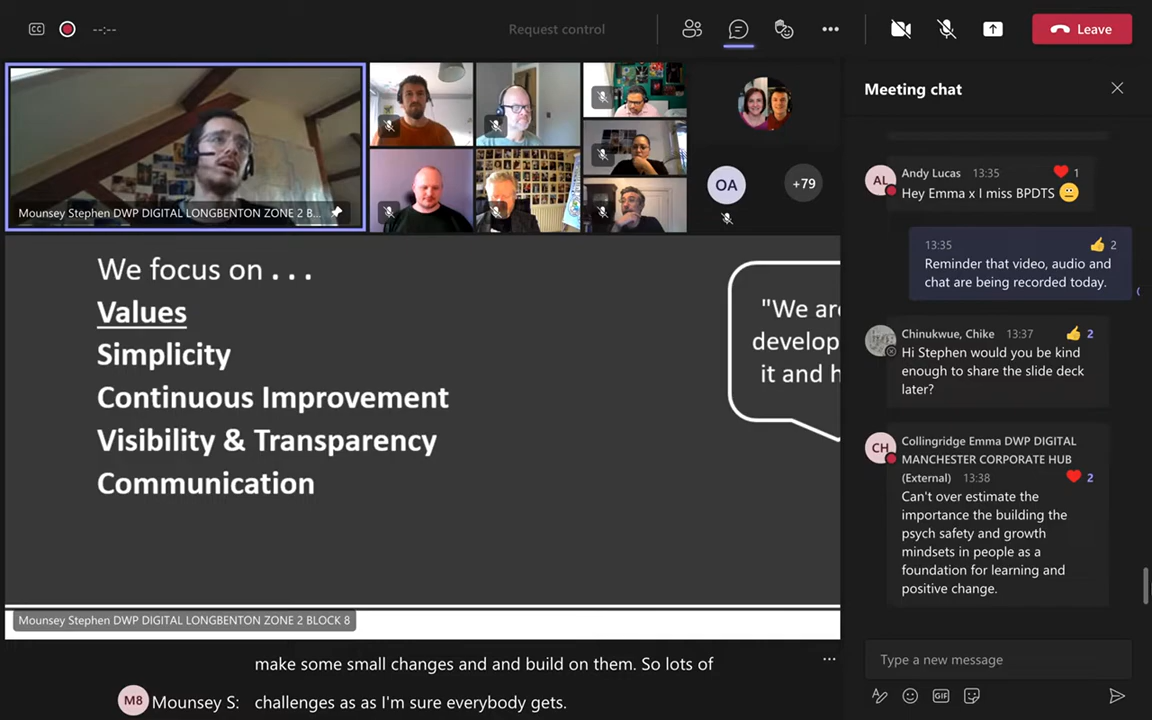 CC
--:--
Request control
Leave
Mounsey Stephen DWP DIGITAL LONGBENTON ZONE 2 B...
OA
+79
We focus on . . .
Values
Simplicity
Continuous Improvement
Visibility & Transparency
Communication
"We are
develop
it and h
Mounsey Stephen DWP DIGITAL LONGBENTON ZONE 2 BLOCK 8
make some small changes and and build on them. So lots of
M8 Mounsey S: challenges as as I'm sure everybody gets.
Meeting chat
AL
Andy Lucas 13:35 1
Hey Emma x I miss BPDTS
13:35 2
Reminder that video, audio and
chat are being recorded today.
Chinukwue, Chike 13:37 2
Hi Stephen would you be kind
enough to share the slide deck
later?
CH
Collingridge Emma DWP DIGITAL
MANCHESTER CORPORATE HUB
(External) 13:38 2
Can't over estimate the
importance the building the
psych safety and growth
mindsets in people as a
foundation for learning and
positive change.
Type a new message
GIF